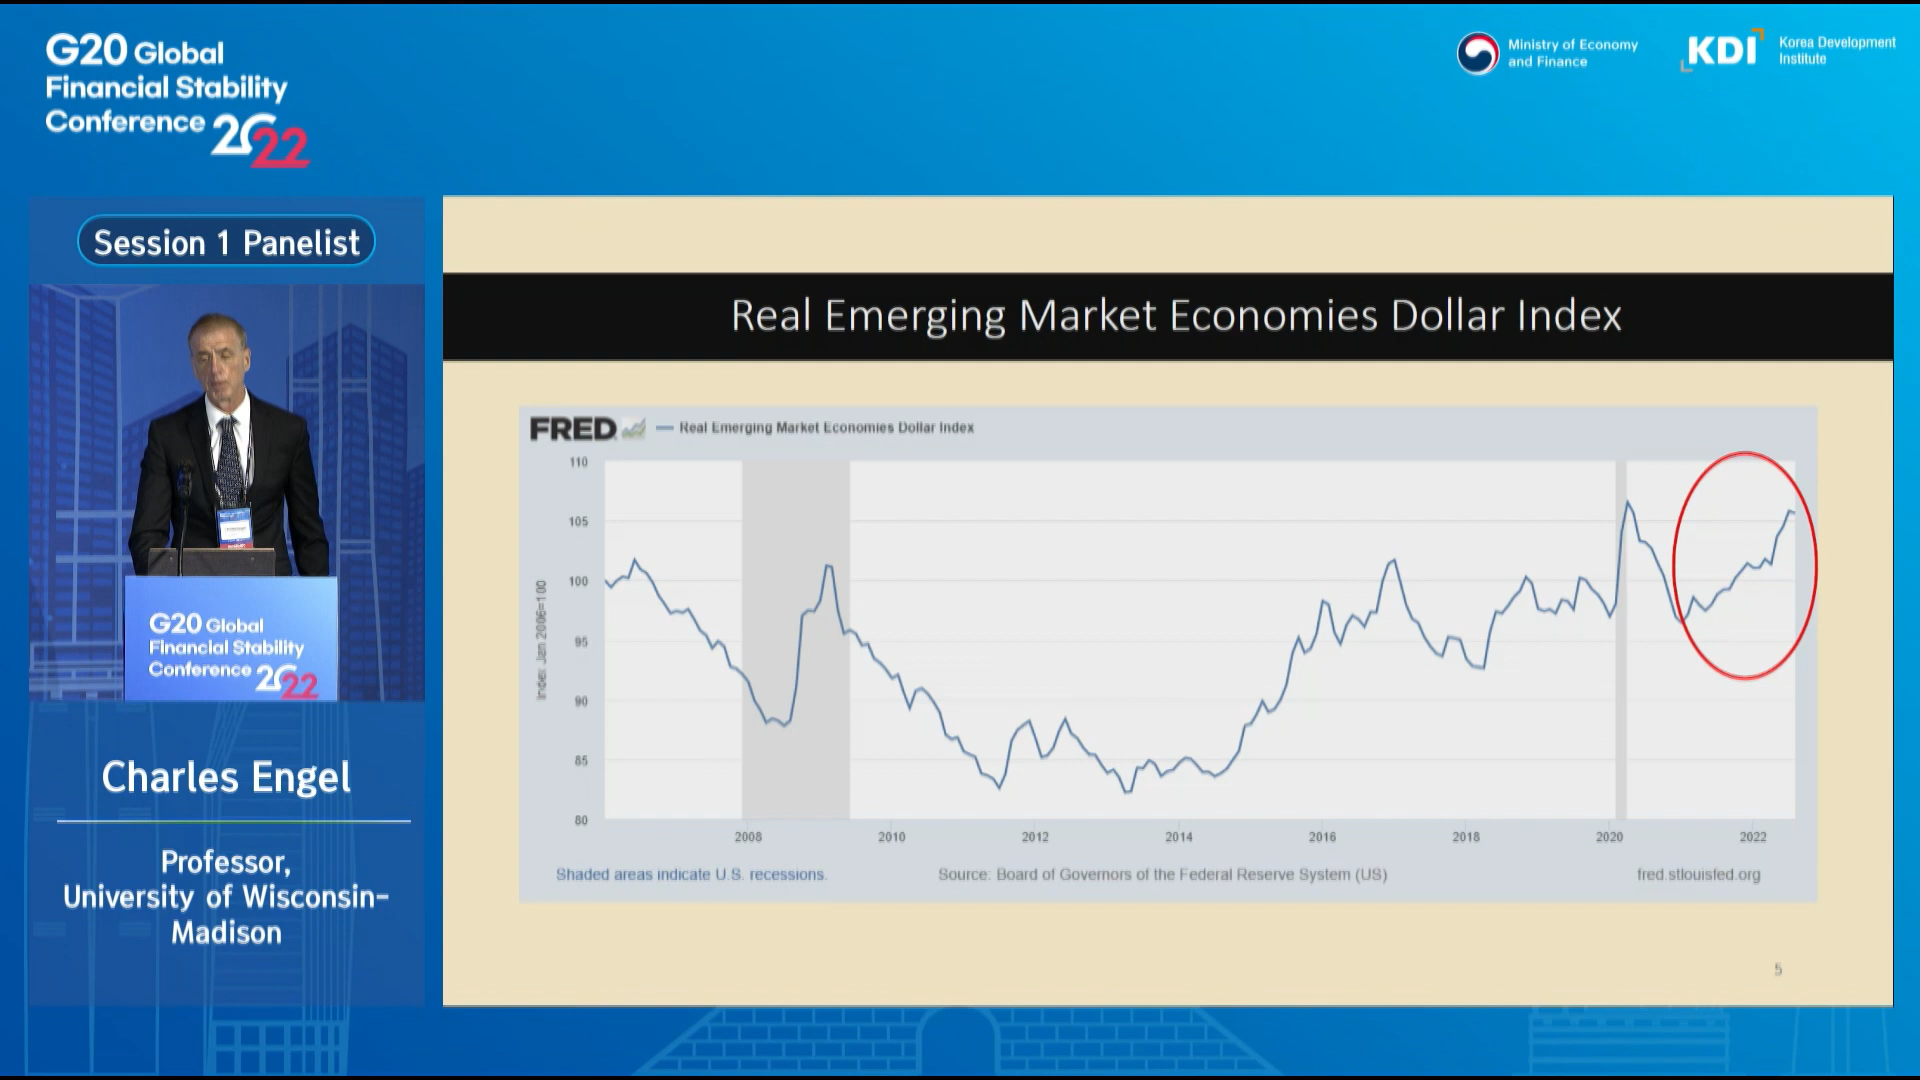 G20 Global
Financial Stability
Conference 2022
Ministry of Economy
and Finance
KDI
Korea Development
Institute
Session 1 Panelist
G20 Global
Financial Stability
Conference 2022
Charles Engel
Professor,
University of Wisconsin-
Madison
Real Emerging Market Economies Dollar Index
FRED
Real Emerging Market Economies Dollar Index
Index Jan 2006=100
110
105
100
95
90
85
80
2008
2010
2012
2014
2016
2018
2020
2022
Shaded areas indicate U.S. recessions.
Source: Board of Governors of the Federal Reserve System (US)
fred.stlouisfed.org
5